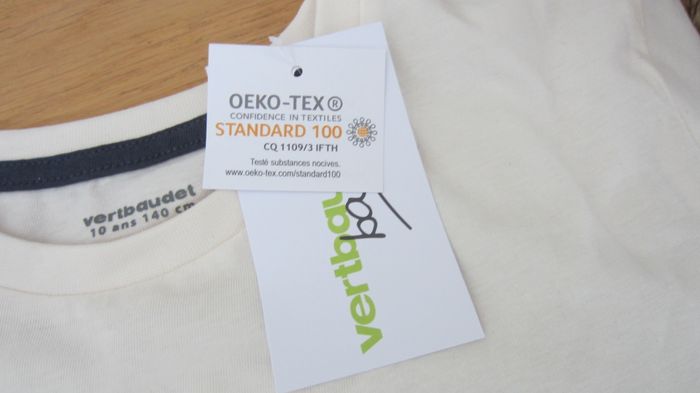 OEKO-TEX®
CONFIDENCE IN TEXTILES
STANDARD 100
CQ 1109/3 IFTH
Testé substances nocives.
www.oeko-tex.com/standard100
vertbaudet
10 ans 140 cm
vertbau